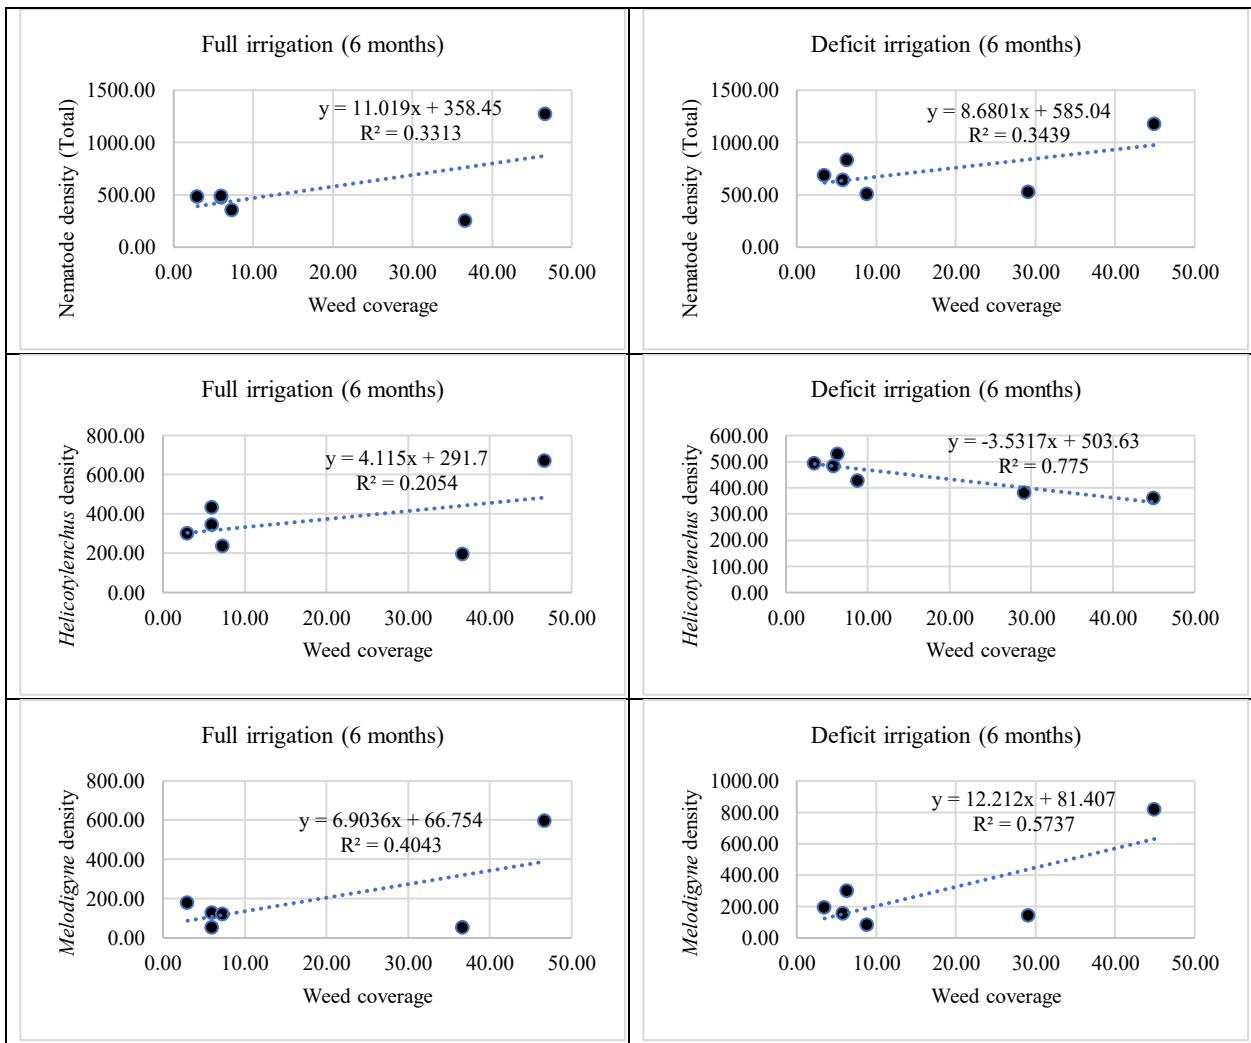 Full irrigation (6 months)
Nematode density (Total)
1500.00
1000.00
500.00
0.00
y = 11.019x + 358.45
R² = 0.3313
0.00 10.00 20.00 30.00 40.00 50.00
Weed coverage
Deficit irrigation (6 months)
Nematode density (Total)
1500.00
1000.00
500.00
0.00
y = 8.6801x + 585.04
R² = 0.3439
0.00 10.00 20.00 30.00 40.00 50.00
Weed coverage
Full irrigation (6 months)
Helicotylenchus density
800.00
600.00
400.00
200.00
0.00
y = 4.115x + 291.7
R² = 0.2054
0.00 10.00 20.00 30.00 40.00 50.00
Weed coverage
Deficit irrigation (6 months)
Helicotylenchus density
600.00
500.00
400.00
300.00
200.00
100.00
0.00
y = -3.5317x + 503.63
R² = 0.775
0.00 10.00 20.00 30.00 40.00 50.00
Weed coverage
Full irrigation (6 months)
Melodigyne density
800.00
600.00
400.00
200.00
0.00
y = 6.9036x + 66.754
R² = 0.4043
0.00 10.00 20.00 30.00 40.00 50.00
Weed coverage
Deficit irrigation (6 months)
Melodigyne density
1000.00
800.00
600.00
400.00
200.00
0.00
y = 12.212x + 81.407
R² = 0.5737
0.00 10.00 20.00 30.00 40.00 50.00
Weed coverage